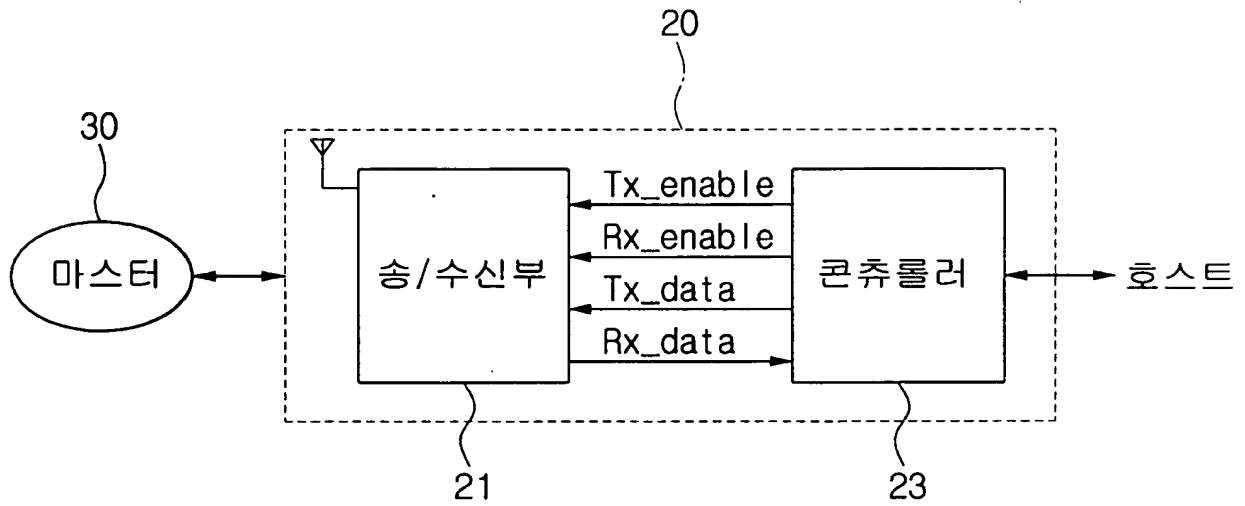 20
30
마스터
송/수신부
Tx_enable
Rx_enable
Tx_data
Rx_data
콘츄롤러
호스트
21
23